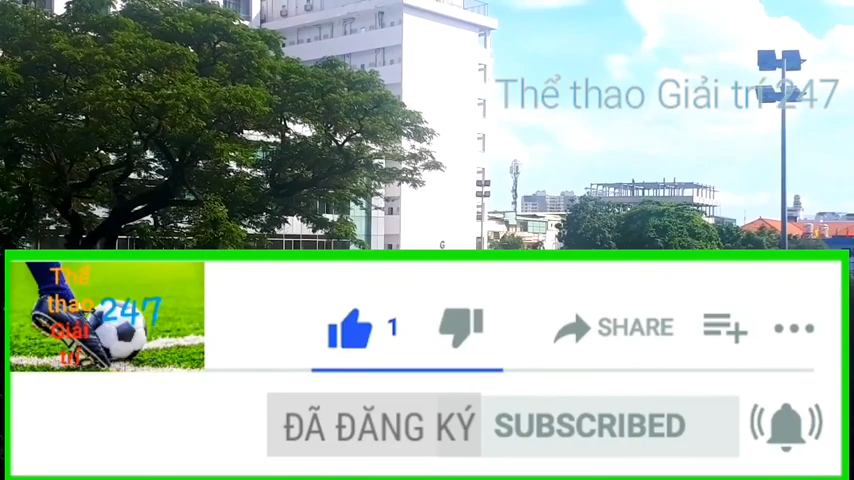 Thể thao Giải trí 247
G
Thể
thao 247
Giải
trí
1
SHARE
ĐÃ ĐĂNG KÝ SUBSCRIBED